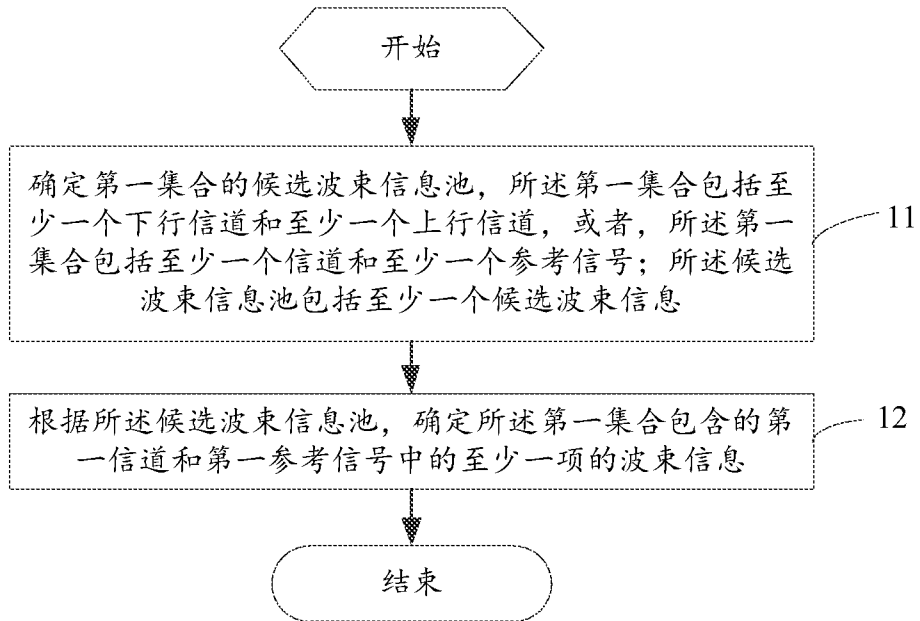 开始
确定第一集合的候选波束信息池，所述第一集合包括至
少一个下行信道和至少一个上行信道，或者，所述第一
集合包括至少一个信道和至少一个参考信号；所述候选
波束信息池包括至少一个候选波束信息
11
根据所述候选波束信息池，确定所述第一集合包含的第
一信道和第一参考信号中的至少一项的波束信息
12
结束